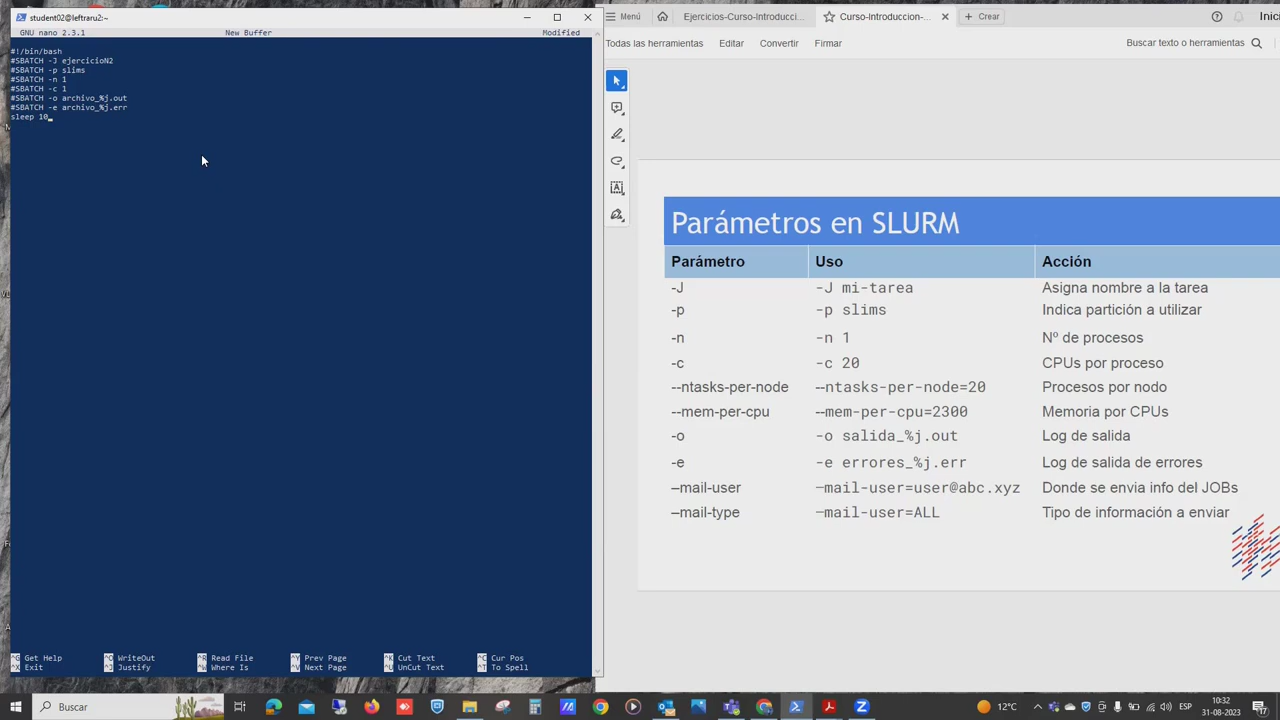 student02@leftraru2:~
GNU nano 2.3.1
New Buffer
Modified
#!/bin/bash
#SBATCH -J ejercicioN2
#SBATCH -p slims
#SBATCH -n 1
#SBATCH -c 1
#SBATCH -o archivo_%j.out
#SBATCH -e archivo_%j.err
sleep 10
^G Get Help ^O WriteOut ^R Read File ^Y Prev Page ^K Cut Text ^C Cur Pos
^X Exit ^J Justify ^W Where Is ^V Next Page ^U UnCut Text ^T To Spell
Menú
Ejercicios-Curso-Introducci...
Curso-Introduccion-...
Crear
Inic
Todas las herramientas Editar Convertir Firmar
Buscar texto o herramientas
Parámetros en SLURM
Parámetro Uso Acción
-J -J mi-tarea Asigna nombre a la tarea
-p -p slims Indica partición a utilizar
-n -n 1 Nº de procesos
-c -c 20 CPUs por proceso
--ntasks-per-node --ntasks-per-node=20 Procesos por nodo
--mem-per-cpu --mem-per-cpu=2300 Memoria por CPUs
-o -o salida_%j.out Log de salida
-e -e errores_%j.err Log de salida de errores
–mail-user –mail-user=user@abc.xyz Donde se envia info del JOBs
–mail-type –mail-user=ALL Tipo de información a enviar
Buscar
12°C
ESP
10:32
31-08-2023